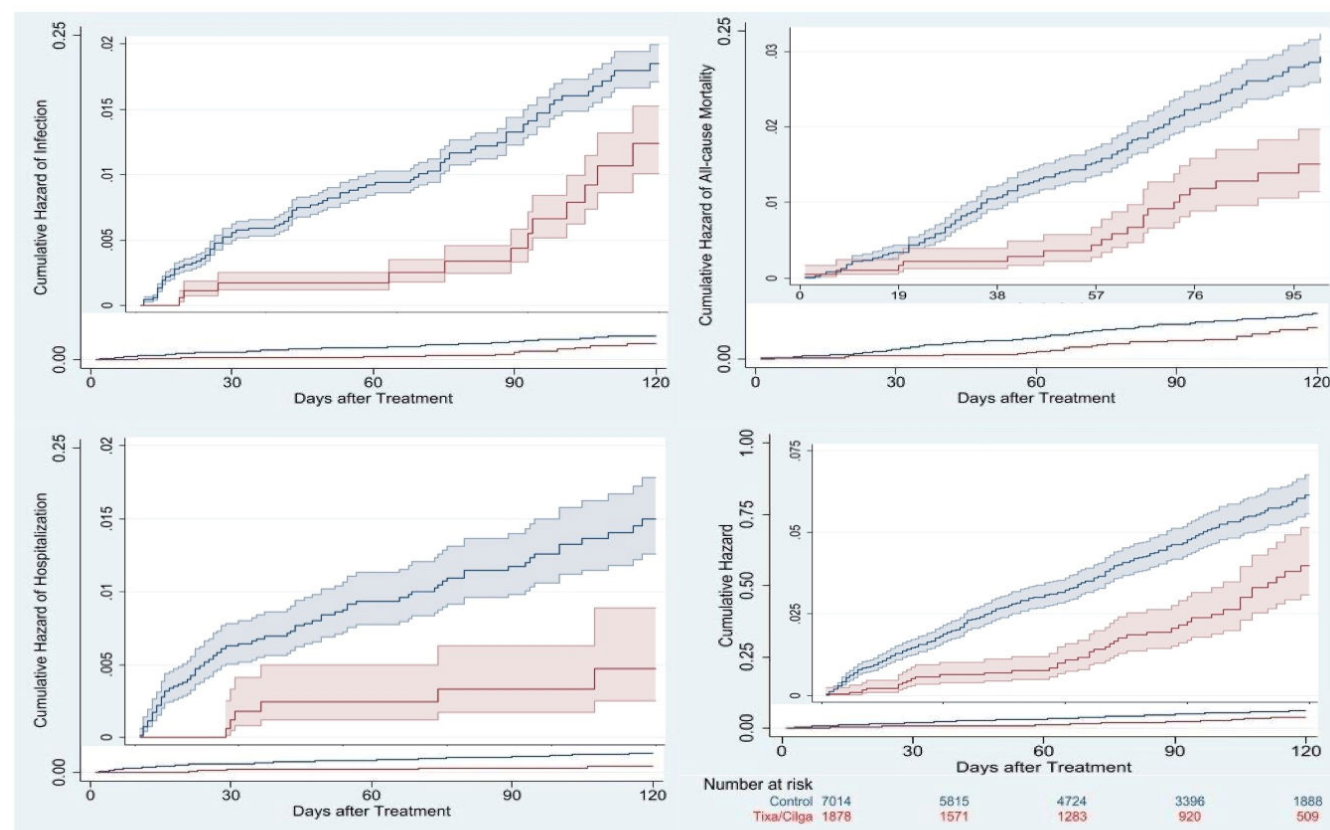 0.25
.02
.015
.01
.005
0
0.00
Cumulative Hazard of Infection
0 30 60 90 120
Days after Treatment
0.25
.03
.02
.01
0
0.00
Cumulative Hazard of All-cause Mortality
0 19 38 57 76 95
0 30 60 90 120
Days after Treatment
0.25
.02
.015
.01
.005
0
0.00
Cumulative Hazard of Hospitalization
0 30 60 90 120
Days after Treatment
1.00
0.75
0.50
0.25
0.00
.075
.05
.025
0
Cumulative Hazard
0 30 60 90 120
Days after Treatment
Number at risk
Control 7014 5815 4724 3396 1888
Tixa/Cilga 1878 1571 1283 920 509